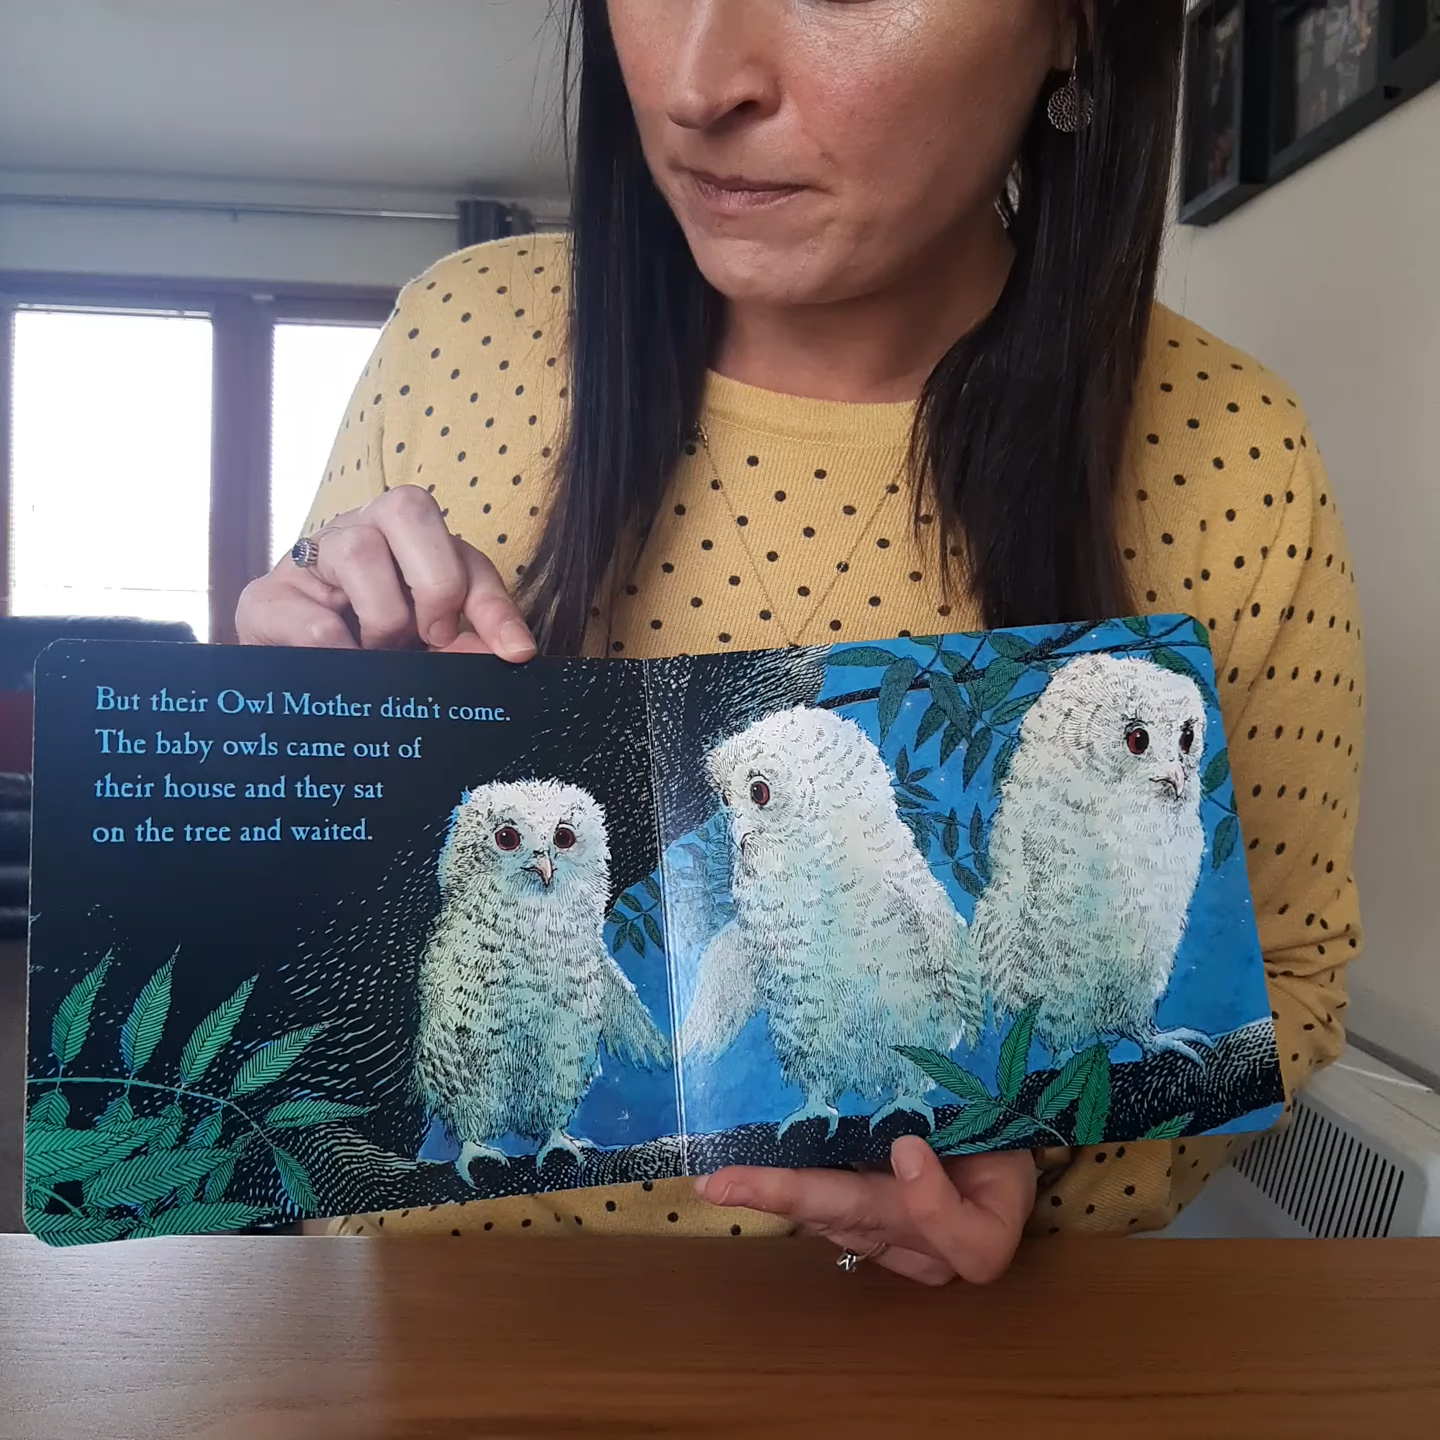 But their Owl Mother didn't come.
The baby owls came out of
their house and they sat
on the tree and waited.